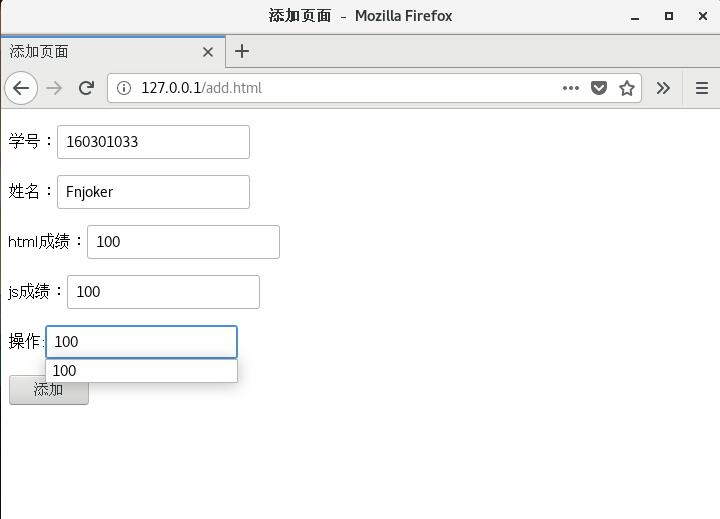 添加页面 - Mozilla Firefox
添加页面
127.0.0.1/add.html
学号：160301033
姓名：Fnjoker
html成绩：100
js成绩：100
操作:100
100
添加